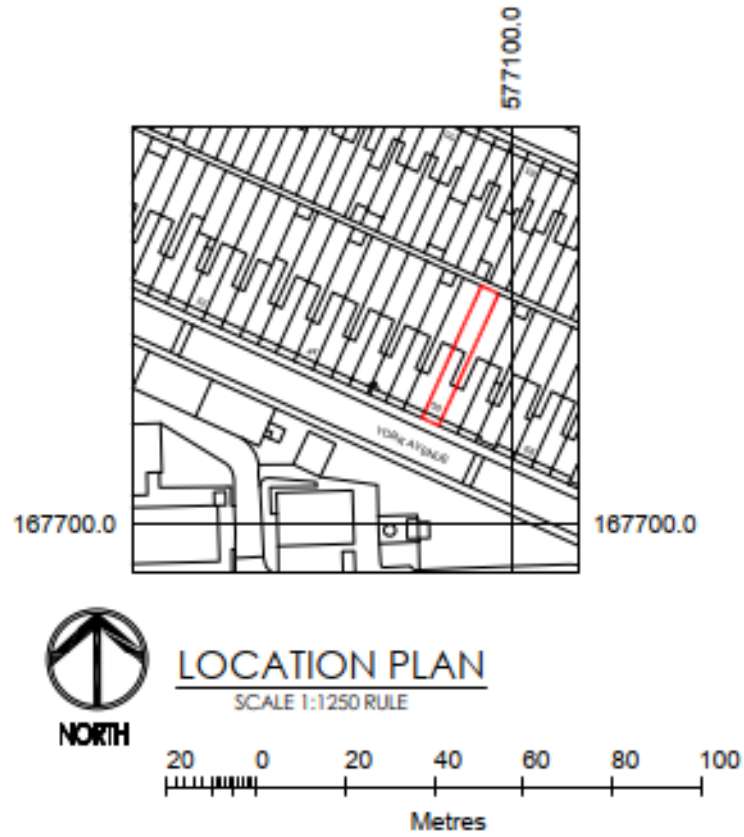 577100.0
YORK AVENUE
167700.0
167700.0
LOCATION PLAN
SCALE 1:1250 RULE
NORTH
20 0 20 40 60 80 100
Metres